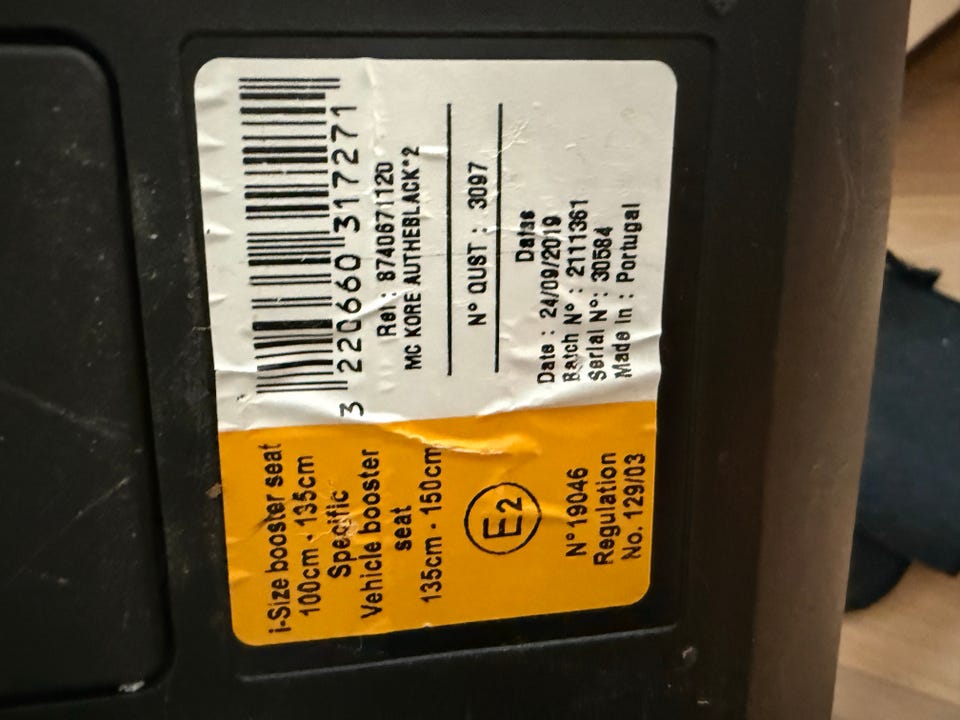 i-Size booster seat
100cm - 135cm
Specific
Vehicle booster
seat
135cm - 150cm
E2
N°19046
Regulation
No. 129/03
3 220660 317271
Ref : 8740671120
MC KORE AUTHEBLACK*2
N° QUST : 3097
Datas
Date : 24/09/2019
Batch N° : 2111361
Serial N°: 30584
Made in : Portugal